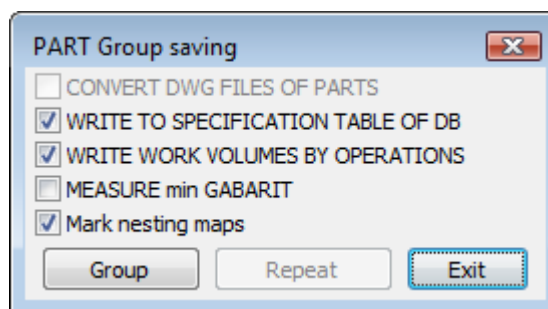 PART Group saving
CONVERT DWG FILES OF PARTS
WRITE TO SPECIFICATION TABLE OF DB
WRITE WORK VOLUMES BY OPERATIONS
MEASURE min GABARIT
Mark nesting maps
Group Repeat Exit